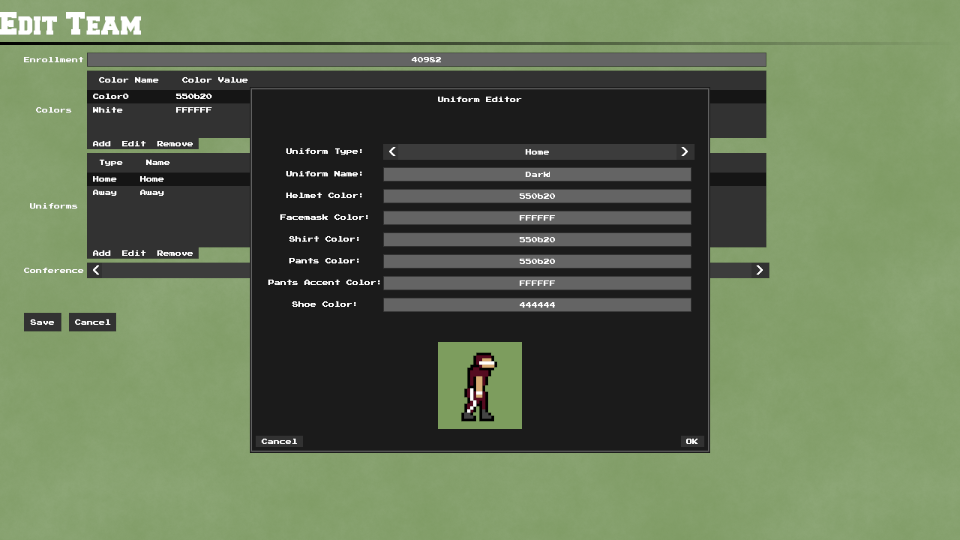 Edit Team
Enrollment 40982
Color Name Color Value
Color0 550b20
White FFFFFF
Colors
Add Edit Remove
Type Name
Home Home
Away Away
Uniforms
Add Edit Remove
Conference
Save Cancel
Uniform Editor
Uniform Type: Home
Uniform Name: Dark
Helmet Color: 550b20
Facemask Color: FFFFFF
Shirt Color: 550b20
Pants Color: 550b20
Pants Accent Color: FFFFFF
Shoe Color: 444444
Cancel OK